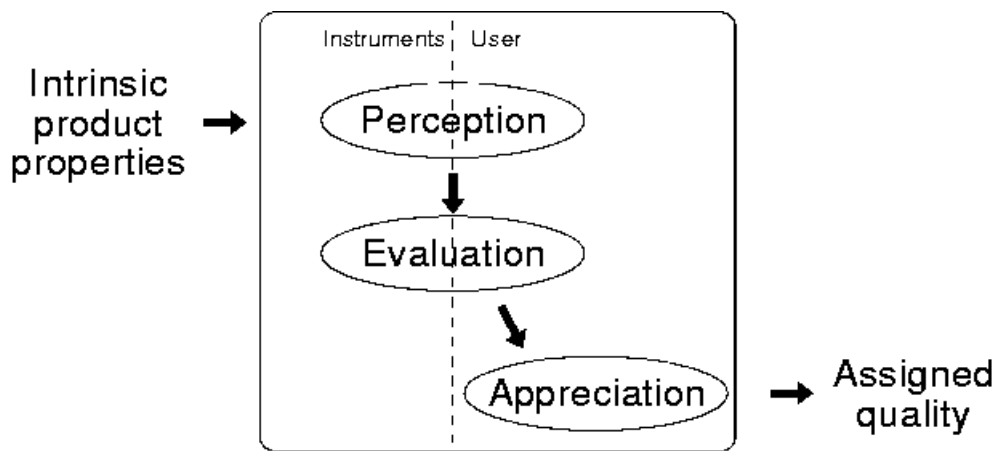 Instruments User
Intrinsic
product
properties
Perception
Evaluation
Appreciation
Assigned
quality